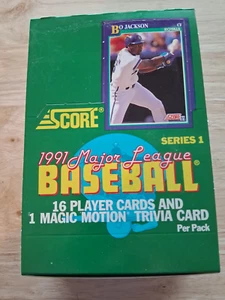 BO JACKSON
SCORE
SERIES 1
1991 Major League
BASEBALL
16 PLAYER CARDS AND
1 MAGIC MOTION TRIVIA CARD
Per Pack